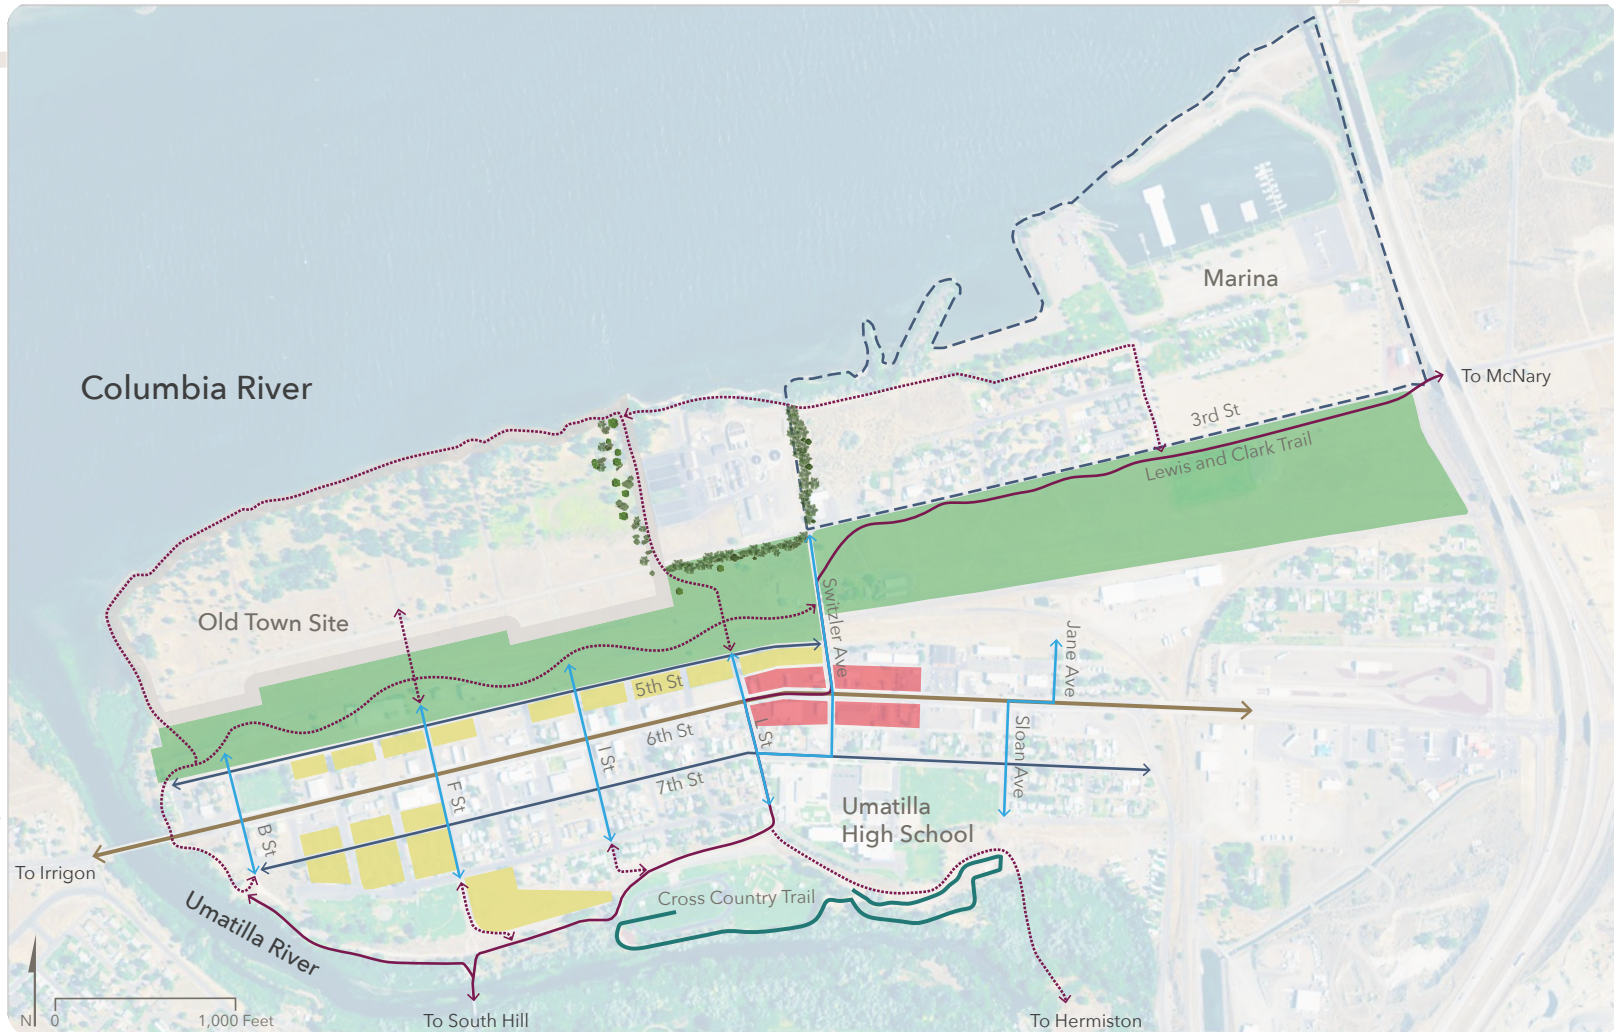 Marina
To McNary
Columbia River
3rd St
Lewis and Clark Trail
Old Town Site
Switzler Ave
Jane Ave
5th St
6th St
L St
I St
7th St
Sloan Ave
F St
B St
Umatilla
High School
To Irrigon
Cross Country Trail
Umatilla River
N
0
1,000 Feet
To South Hill
To Hermiston